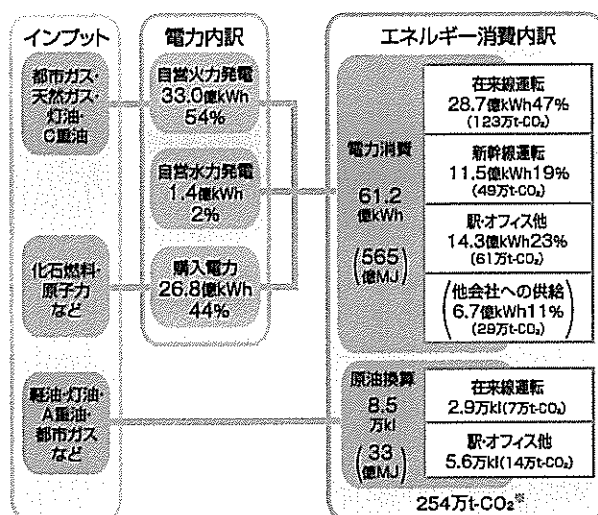 インプット
都市ガス・
天然ガス・
灯油・
C重油
化石燃料・
原子力
など
軽油・灯油・
A重油・
都市ガス
など
電力内訳
自営火力発電
33.0億kWh
54%
自営水力発電
1.4億kWh
2%
購入電力
26.8億kWh
44%
エネルギー消費内訳
電力消費
61.2
億kWh
(565
億MJ)
在来線運転
28.7億kWh47%
(123万t-CO₂)
新幹線運転
11.5億kWh19%
(49万t-CO₂)
駅・オフィス他
14.3億kWh23%
(61万t-CO₂)
(他会社への供給
6.7億kWh11%)
(29万t-CO₂)
原油換算
8.5
万kl
(33
億MJ)
在来線運転
2.9万kl(7万t-CO₂)
駅・オフィス他
5.6万kl(14万t-CO₂)
254万t-CO₂※